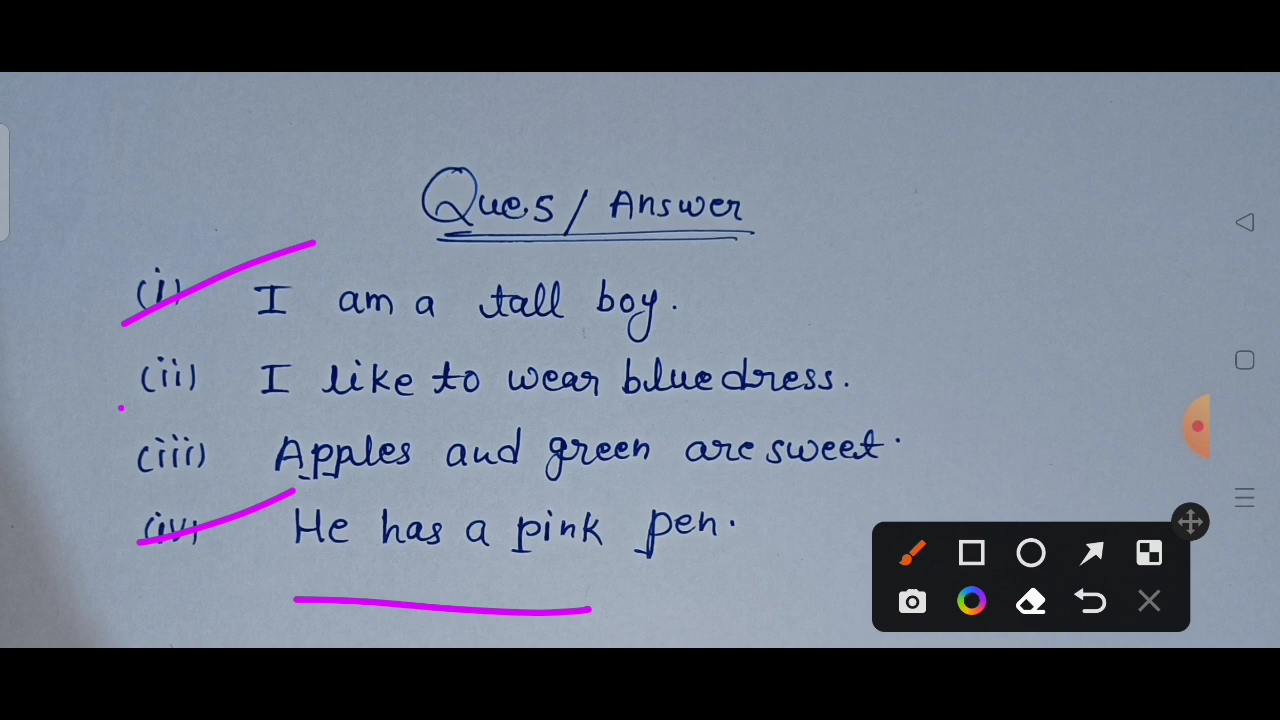 Ques/Answer
(i) I am a tall boy.
(ii) I like to wear blue dress.
(iii) Apples and green are sweet.
(iv) He has a pink pen.